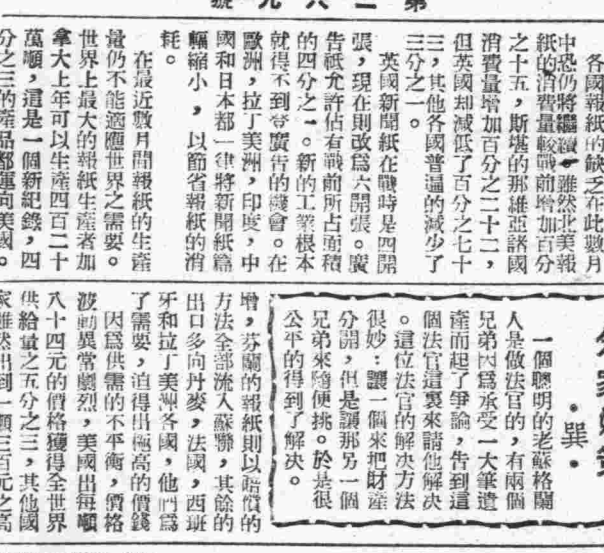 第二六九號
各國報紙的缺乏在此數月
中恐仍將繼續。雖然北美報
紙的消費量較戰前增加百分
之十五，斯堪的那維亞諸國
消費量增加百分之二十二，
但英國却減低了百分之七十
三，其他各國普遍的減少了
三分之一。
英國新聞紙在戰時是四開
張，現在則改爲六開張。廣
告祇允許佔有戰前所占面積
的四分之一。新的工業根本
就得不到登廣告的機會。在
歐洲，拉丁美洲，印度，中
國和日本都一律將新聞紙篇
幅縮小，以節省報紙的消
耗。
在最近數月間報紙的生產
量仍不能適應世界之需要。
世界上最大的報紙生產者加
拿大上年可以生產四百二十
萬噸，這是一個新紀錄，四
分之三的產品都運向美國。
·巽·
一個聰明的老蘇格蘭
人是做法官的，有兩個
兄弟因爲承受一大筆遺
產而起了爭論，告到這
個法官這裏來請他解决
。這位法官的解决方法
很妙：讓一個來把財產
分開，但是讓那另一個
兄弟來隨便挑。於是很
公平的得到了解决。
增，芬蘭的報紙則以賠償的
方法全部流入蘇聯，其餘的
出口多向丹麥，法國，西班
牙和拉丁美洲各國，他們爲
了需要，迫得出極高的價錢
因爲供需的不平衡，價格
波動異常劇烈，美國出每噸
八十四元的價格獲得全世界
供給量之五分之三，其他國
家雖然出到一噸三百元之高